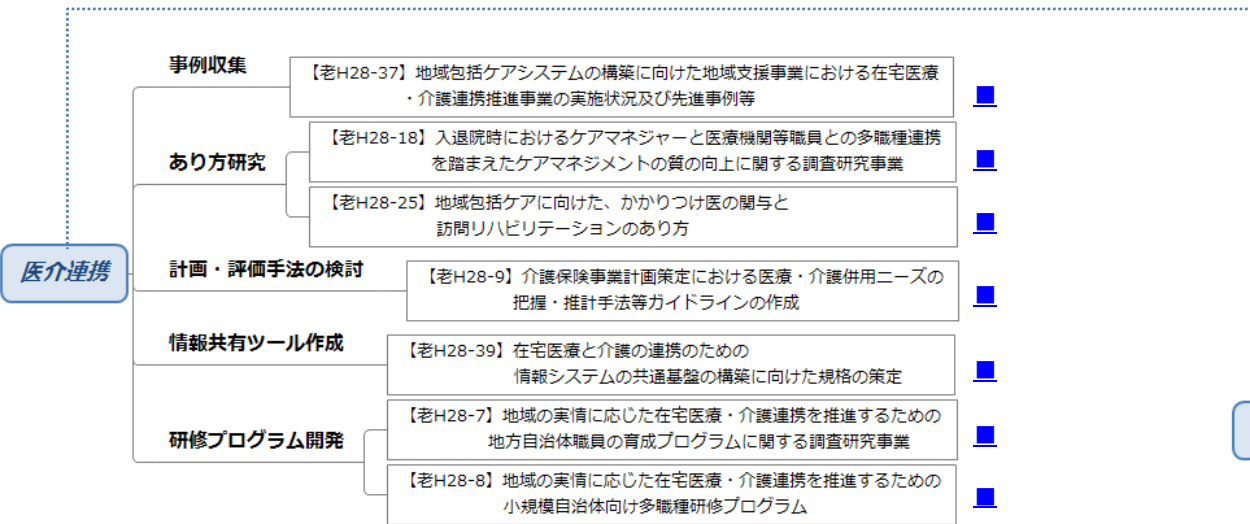 事例収集
【老H28-37】地域包括ケアシステムの構築に向けた地域支援事業における在宅医療
・介護連携推進事業の実施状況及び先進事例等
■
あり方研究
【老H28-18】入退院時におけるケアマネジャーと医療機関等職員との多職種連携
を踏まえたケアマネジメントの質の向上に関する調査研究事業
■
【老H28-25】地域包括ケアに向けた、かかりつけ医の関与と
訪問リハビリテーションのあり方
■
医介連携
計画・評価手法の検討
【老H28-9】介護保険事業計画策定における医療・介護併用ニーズの
把握・推計手法等ガイドラインの作成
■
情報共有ツール作成
【老H28-39】在宅医療と介護の連携のための
情報システムの共通基盤の構築に向けた規格の策定
■
研修プログラム開発
【老H28-7】地域の実情に応じた在宅医療・介護連携を推進するための
地方自治体職員の育成プログラムに関する調査研究事業
■
【老H28-8】地域の実情に応じた在宅医療・介護連携を推進するための
小規模自治体向け多職種研修プログラム
■